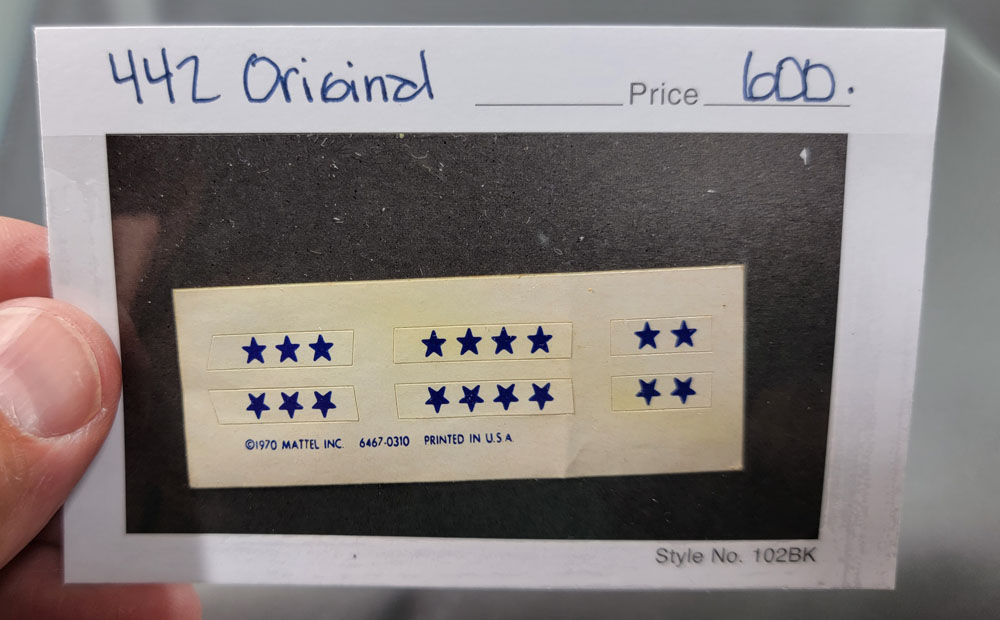 442 Original Price 600.
©1970 MATTEL INC. 6467-0310 PRINTED IN U.S.A.
Style No. 102BK